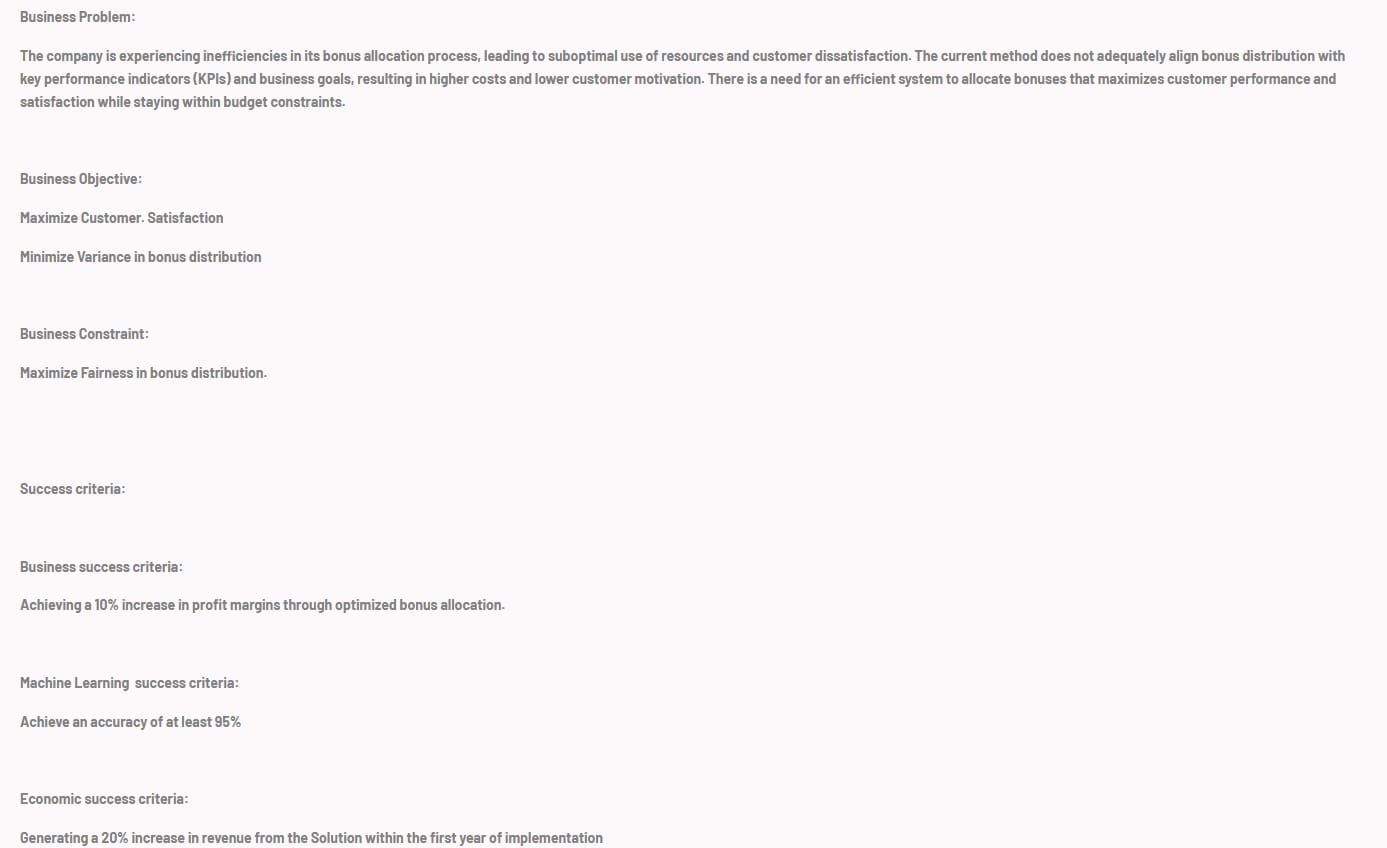 Business Problem:
The company is experiencing inefficiencies in its bonus allocation process, leading to suboptimal use of resources and customer dissatisfaction. The current method does not adequately align bonus distribution with
key performance indicators (KPIs) and business goals, resulting in higher costs and lower customer motivation. There is a need for an efficient system to allocate bonuses that maximizes customer performance and
satisfaction while staying within budget constraints.
Business Objective:
Maximize Customer. Satisfaction
Minimize Variance in bonus distribution
Business Constraint:
Maximize Fairness in bonus distribution.
Success criteria:
Business success criteria:
Achieving a 10% increase in profit margins through optimized bonus allocation.
Machine Learning  success criteria:
Achieve an accuracy of at least 95%
Economic success criteria:
Generating a 20% increase in revenue from the Solution within the first year of implementation